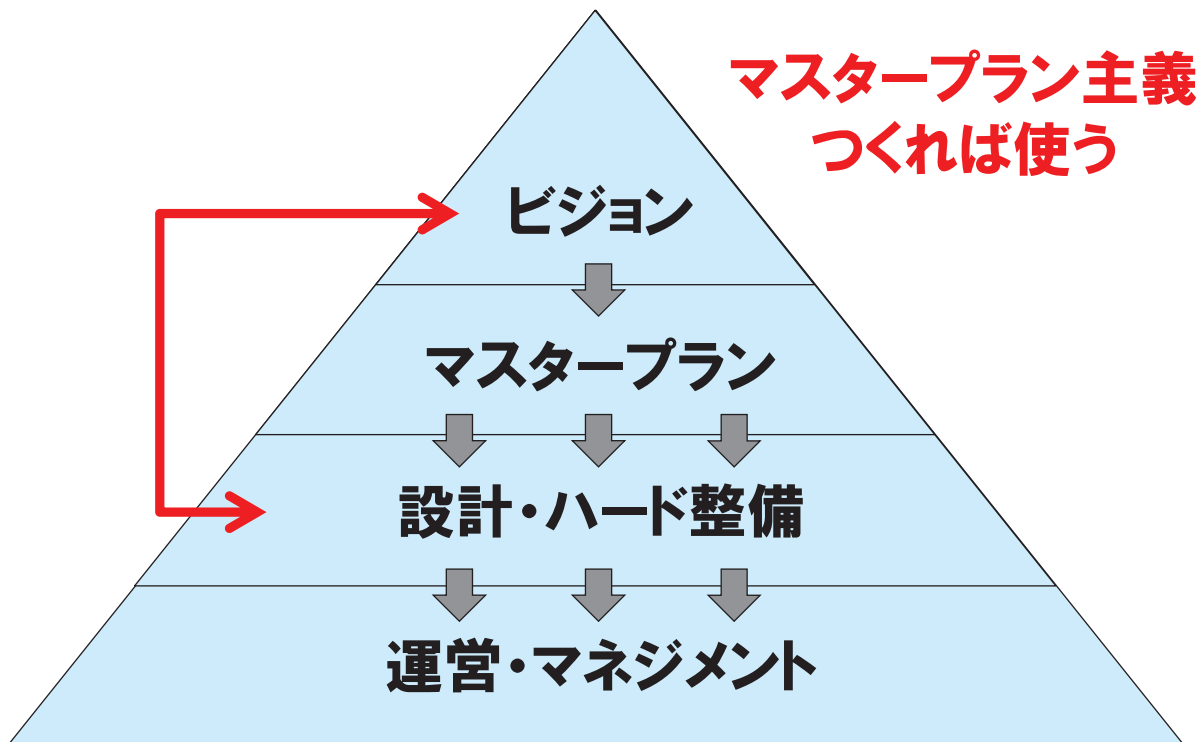 マスタープラン主義
つくれば使う
ビジョン
マスタープラン
設計・ハード整備
運営・マネジメント